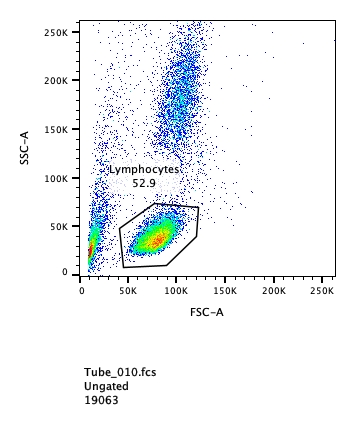 250K
200K
150K
100K
50K
0
SSC-A
Lymphocytes
52.9
0 50K 100K 150K 200K 250K
FSC-A
Tube_010.fcs
Ungated
19063